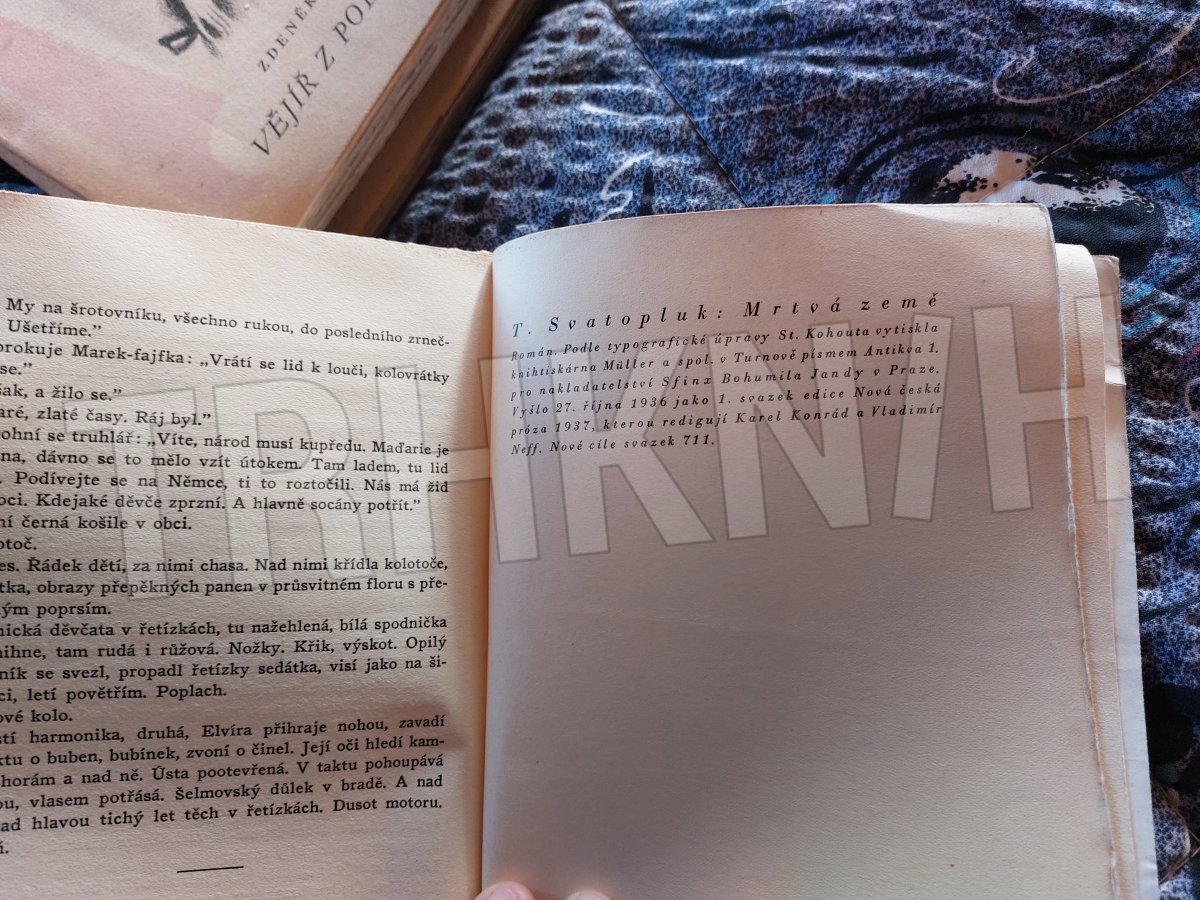 ZDENĚK
VĚJÍŘ Z
My na šrotovníku, všechno rukou, do posledního zrneč-
Ušetříme.”
prokuje Marek-fajfka: „Vrátí se lid k louči, kolovrátky
se.”
šak, a žilo se.”
aré, zlaté časy. Ráj byl.”
ohní se truhlář: „Víte, národ musí kupředu. Maďarie je
na, dávno se to mělo vzít útokem. Tam ladem, tu lid
. Podívejte se na Němce, ti to roztočili. Nás má žid
oci. Kdejaké děvče zprzní. A hlavně socány potřít.”
ní černá košile v obci.
otoč.
es. Řádek dětí, za nimi chasa. Nad nimi křídla kolotoče,
tka, obrazy přepěkných panen v průsvitném floru s pře-
ným poprsím.
nická děvčata v řetízkách, tu nažehlená, bílá spodnička
nihne, tam rudá i růžová. Nožky. Křik, výskot. Opilý
ník se svezl, propadl řetízky sedátka, visí jako na ši-
ci, letí povětřím. Poplach.
ové kolo.
stí harmonika, druhá, Elvíra přihraje nohou, zavadí
ktu o buben, bubínek, zvoní o činel. Její oči hledí kam-
horám a nad ně. Ústa pootevřená. V taktu pohoupává
ou, vlasem potřásá. Šelmovský důlek v bradě. A nad
ad hlavou tichý let těch v řetízkách. Dusot motoru.
T. Svatopluk: Mrtvá země
Román. Podle typografické úpravy St. Kohouta vytiskla
knihtiskárna Müller a spol. v Turnově písmem Antikva 1.
pro nakladatelství Sfinx Bohumila Jandy v Praze.
Vyšlo 27. října 1936 jako 1. svazek edice Nová česká
próza 1937, kterou redigují Karel Konrád a Vladimír
Neff. Nové cíle svazek 711.
TRHKNIH